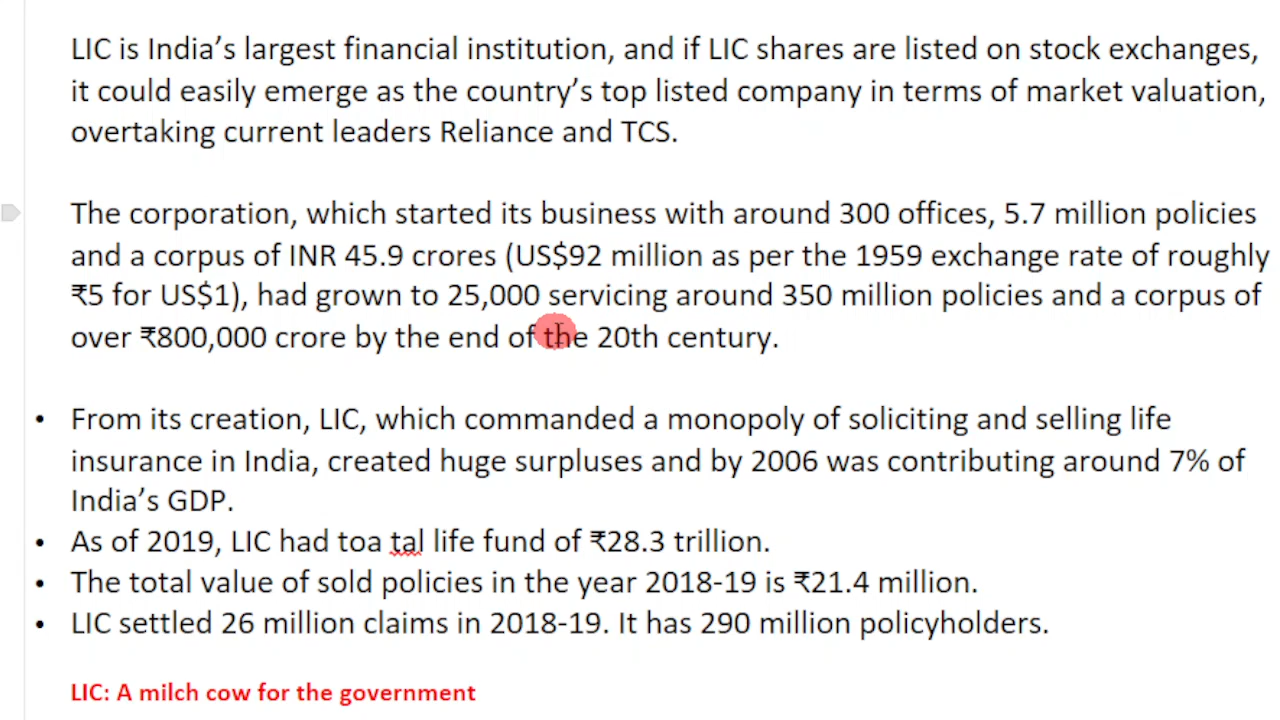 LIC is India’s largest financial institution, and if LIC shares are listed on stock exchanges,
it could easily emerge as the country’s top listed company in terms of market valuation,
overtaking current leaders Reliance and TCS.
The corporation, which started its business with around 300 offices, 5.7 million policies
and a corpus of INR 45.9 crores (US$92 million as per the 1959 exchange rate of roughly
₹5 for US$1), had grown to 25,000 servicing around 350 million policies and a corpus of
over ₹800,000 crore by the end of the 20th century.
• From its creation, LIC, which commanded a monopoly of soliciting and selling life
insurance in India, created huge surpluses and by 2006 was contributing around 7% of
India’s GDP.
• As of 2019, LIC had toa tal life fund of ₹28.3 trillion.
• The total value of sold policies in the year 2018-19 is ₹21.4 million.
• LIC settled 26 million claims in 2018-19. It has 290 million policyholders.
LIC: A milch cow for the government